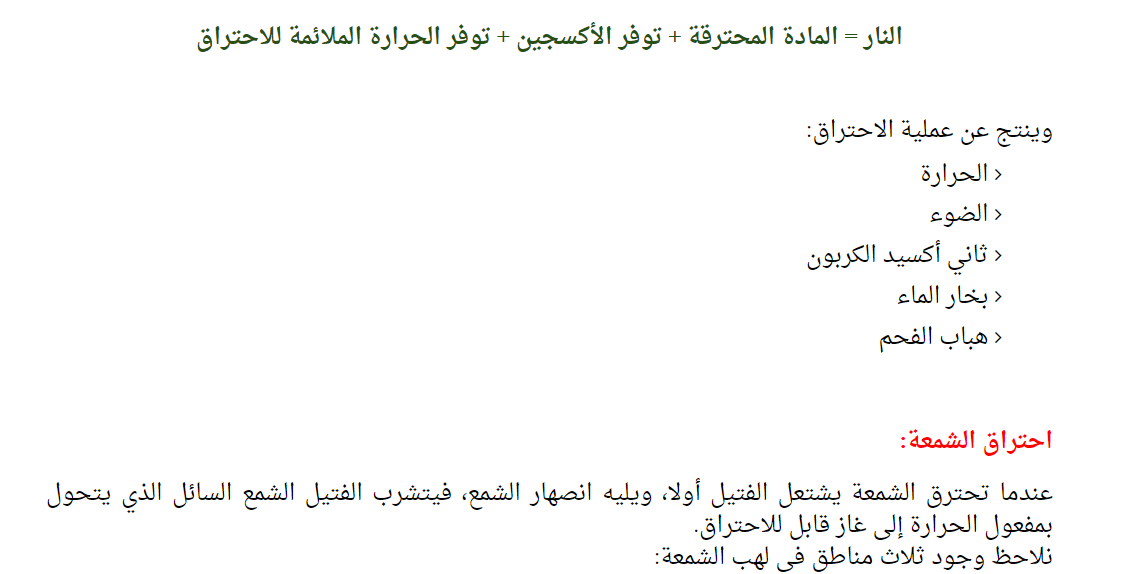 النار = المادة المحترقة + توفر الأكسجين + توفر الحرارة الملائمة للاحتراق
وينتج عن عملية الاحتراق:
› الحرارة
› الضوء
› ثاني أكسيد الكربون
› بخار الماء
› هباب الفحم
احتراق الشمعة:
عندما تحترق الشمعة يشتعل الفتيل أولا، ويليه انصهار الشمع، فيتشرب الفتيل الشمع السائل الذي يتحول
بمفعول الحرارة إلى غاز قابل للاحتراق.
نلاحظ وجود ثلاث مناطق في لهب الشمعة: